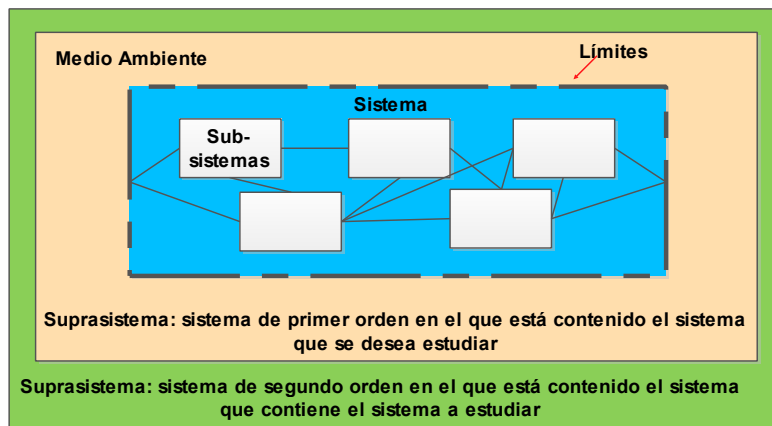 Medio Ambiente
Límites
Sistema
Sub-
sistemas
Suprasistema: sistema de primer orden en el que está contenido el sistema
que se desea estudiar
Suprasistema: sistema de segundo orden en el que está contenido el sistema
que contiene el sistema a estudiar